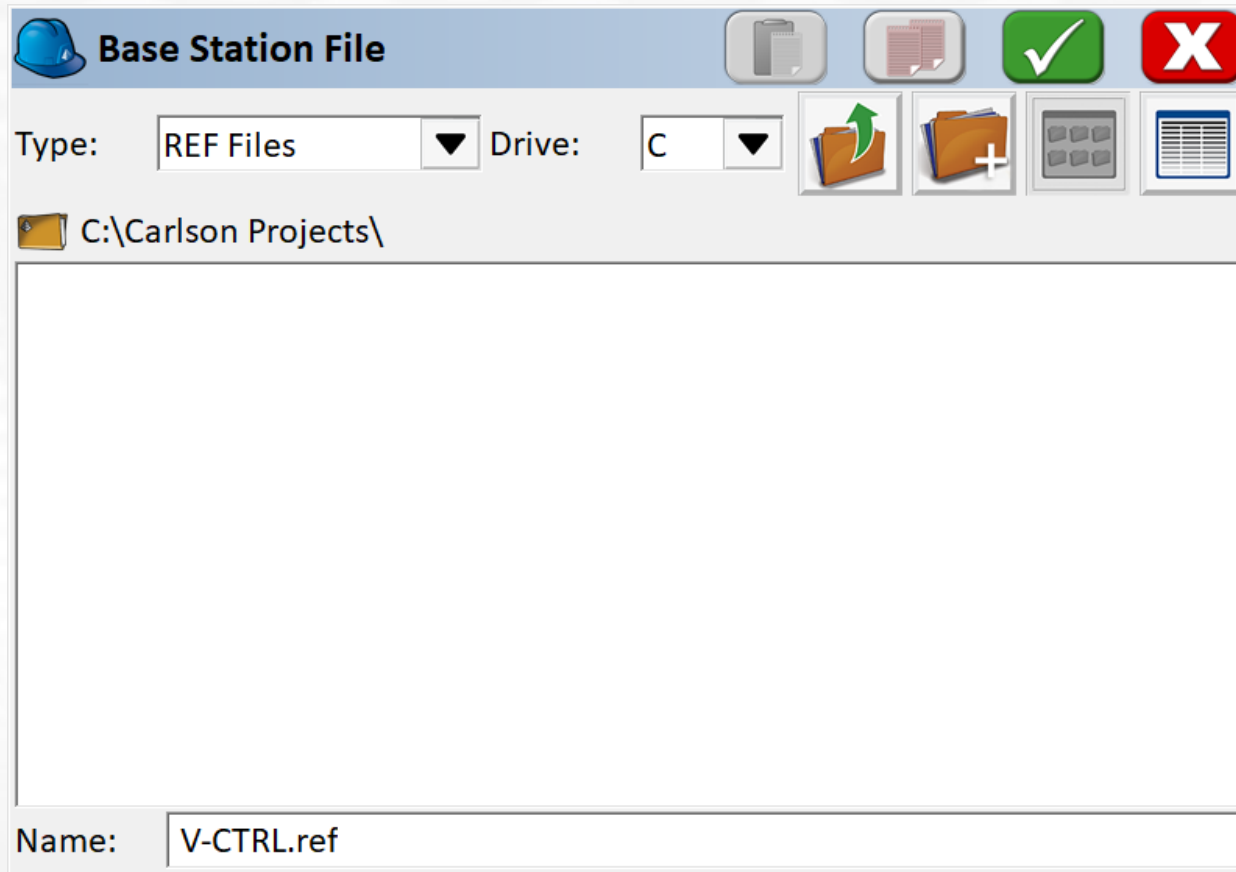 Base Station File
Type: REF Files Drive: C
C:\Carlson Projects\
Name: V-CTRL.ref